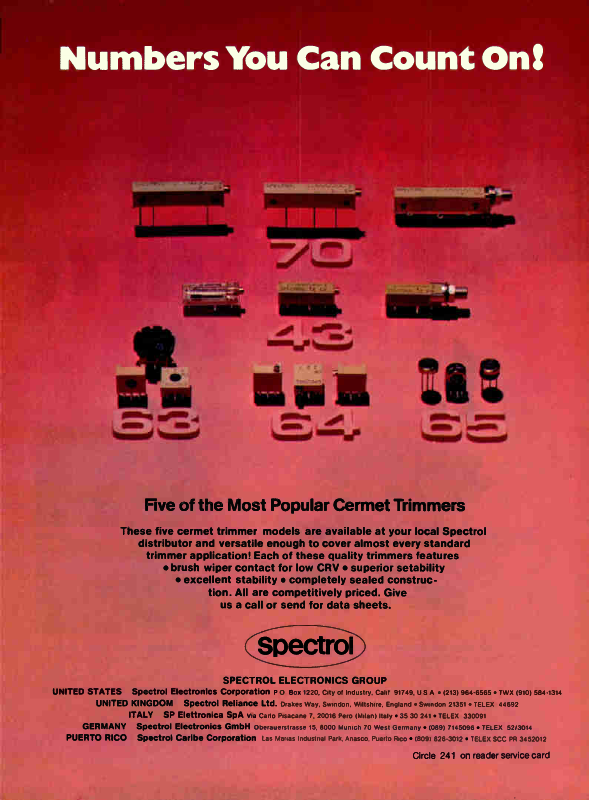 Numbers You Can Count On!
70
43
63 64 65
Five of the Most Popular Cermet Trimmers
These five cermet trimmer models are available at your local Spectrol
distributor and versatile enough to cover almost every standard
trimmer application! Each of these quality trimmers features
• brush wiper contact for low CRV • superior setability
• excellent stability • completely sealed construc-
tion. All are competitively priced. Give
us a call or send for data sheets.
Spectrol
SPECTROL ELECTRONICS GROUP
UNITED STATES Spectrol Electronics Corporation P O Box 1220, City of Industry, Calif 91749, U.S.A. • (213) 964-6565 • TWX (910) 584-1314
UNITED KINGDOM Spectrol Reliance Ltd. Drakes Way, Swindon, Wiltshire, England • Swindon 21351 • TELEX 44692
ITALY SP Elettronica SpA Via Carlo Pisacane 7, 20016 Pero (Milan) Italy • 35 30 241 • TELEX 330091
GERMANY Spectrol Electronics GmbH Oberauerstrasse 15, 8000 Munich 70 West Germany • (089) 7145096 • TELEX 5213014
PUERTO RICO Spectrol Caribe Corporation Las Marias Industrial Park, Anasco, Puerto Rico • (809) 826-3012 • TELEX SCC PR 3452012
Circle 241 on reader service card